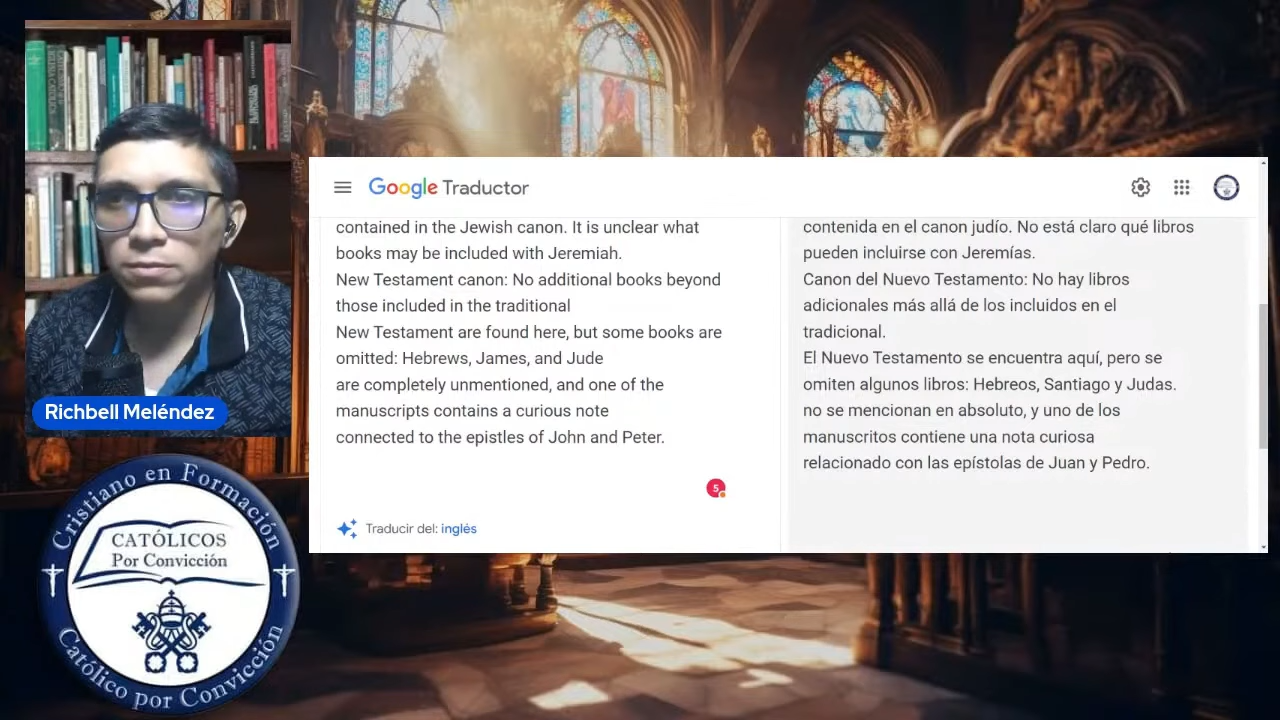 Google Traductor
contained in the Jewish canon. It is unclear what
books may be included with Jeremiah.
New Testament canon: No additional books beyond
those included in the traditional
New Testament are found here, but some books are
omitted: Hebrews, James, and Jude
are completely unmentioned, and one of the
manuscripts contains a curious note
connected to the epistles of John and Peter.
5
Traducir del: inglés
contenida en el canon judío. No está claro qué libros
pueden incluirse con Jeremías.
Canon del Nuevo Testamento: No hay libros
adicionales más allá de los incluidos en el
tradicional.
El Nuevo Testamento se encuentra aquí, pero se
omiten algunos libros: Hebreos, Santiago y Judas.
no se mencionan en absoluto, y uno de los
manuscritos contiene una nota curiosa
relacionado con las epístolas de Juan y Pedro.
Richbell Meléndez
Cristiano en Formación
CATÓLICOS
Por Convicción
Católico por Convicción